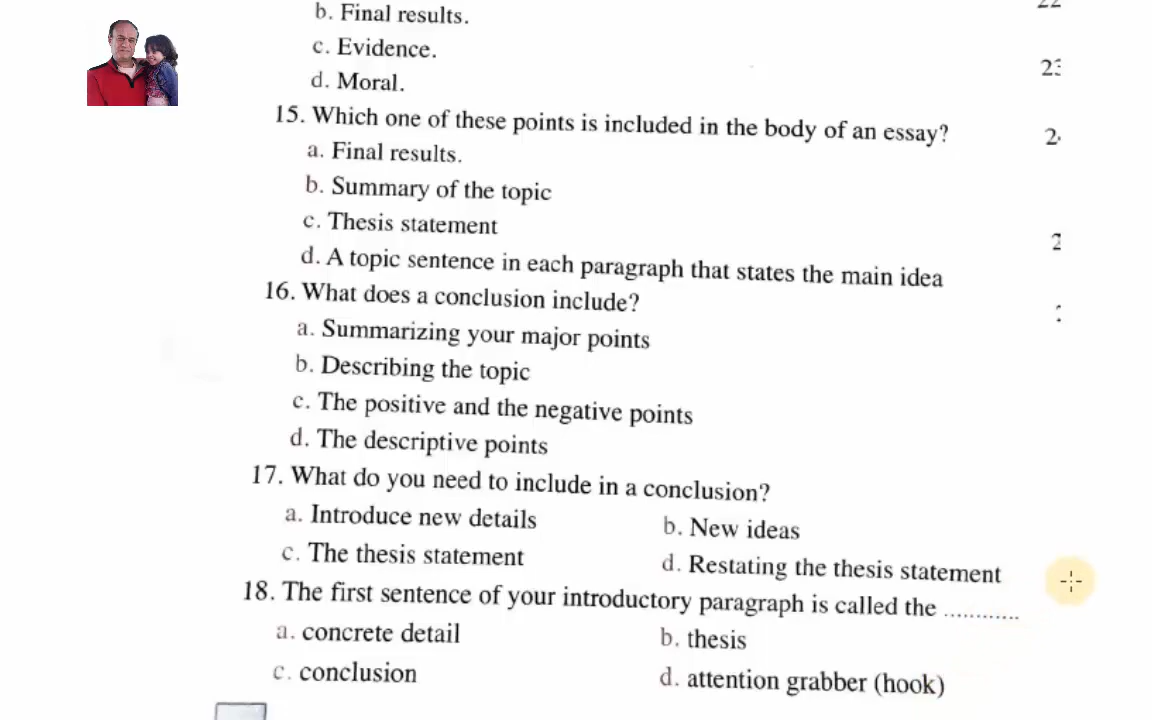 b. Final results.
c. Evidence.
d. Moral.
15. Which one of these points is included in the body of an essay?
a. Final results.
b. Summary of the topic
c. Thesis statement
d. A topic sentence in each paragraph that states the main idea
16. What does a conclusion include?
a. Summarizing your major points
b. Describing the topic
c. The positive and the negative points
d. The descriptive points
17. What do you need to include in a conclusion?
a. Introduce new details b. New ideas
c. The thesis statement d. Restating the thesis statement
18. The first sentence of your introductory paragraph is called the ............
a. concrete detail b. thesis
c. conclusion d. attention grabber (hook)